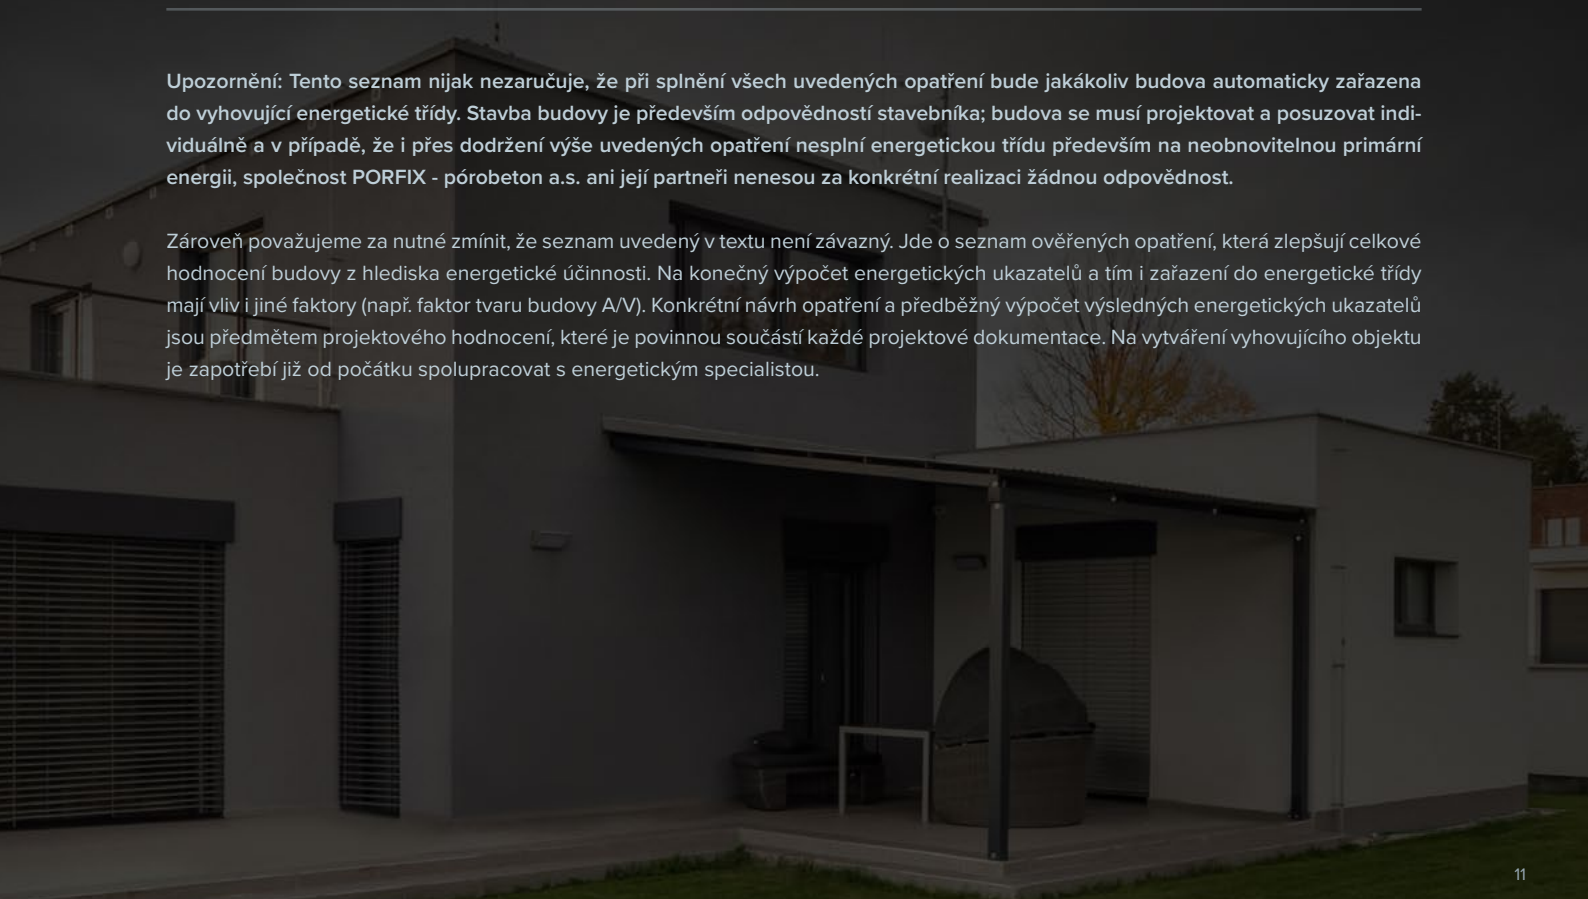 Upozornění: Tento seznam nijak nezaručuje, že při splnění všech uvedených opatření bude jakákoliv budova automaticky zařazena
do vyhovující energetické třídy. Stavba budovy je především odpovědností stavebníka; budova se musí projektovat a posuzovat indi-
viduálně a v případě, že i přes dodržení výše uvedených opatření nesplní energetickou třídu především na neobnovitelnou primární
energii, společnost PORFIX - pórobeton a.s. ani její partneři nenesou za konkrétní realizaci žádnou odpovědnost.
Zároveň považujeme za nutné zmínit, že seznam uvedený v textu není závazný. Jde o seznam ověřených opatření, která zlepšují celkové
hodnocení budovy z hlediska energetické účinnosti. Na konečný výpočet energetických ukazatelů a tím i zařazení do energetické třídy
mají vliv i jiné faktory (např. faktor tvaru budovy A/V). Konkrétní návrh opatření a předběžný výpočet výsledných energetických ukazatelů
jsou předmětem projektového hodnocení, které je povinnou součástí každé projektové dokumentace. Na vytváření vyhovujícího objektu
je zapotřebí již od počátku spolupracovat s energetickým specialistou.
11